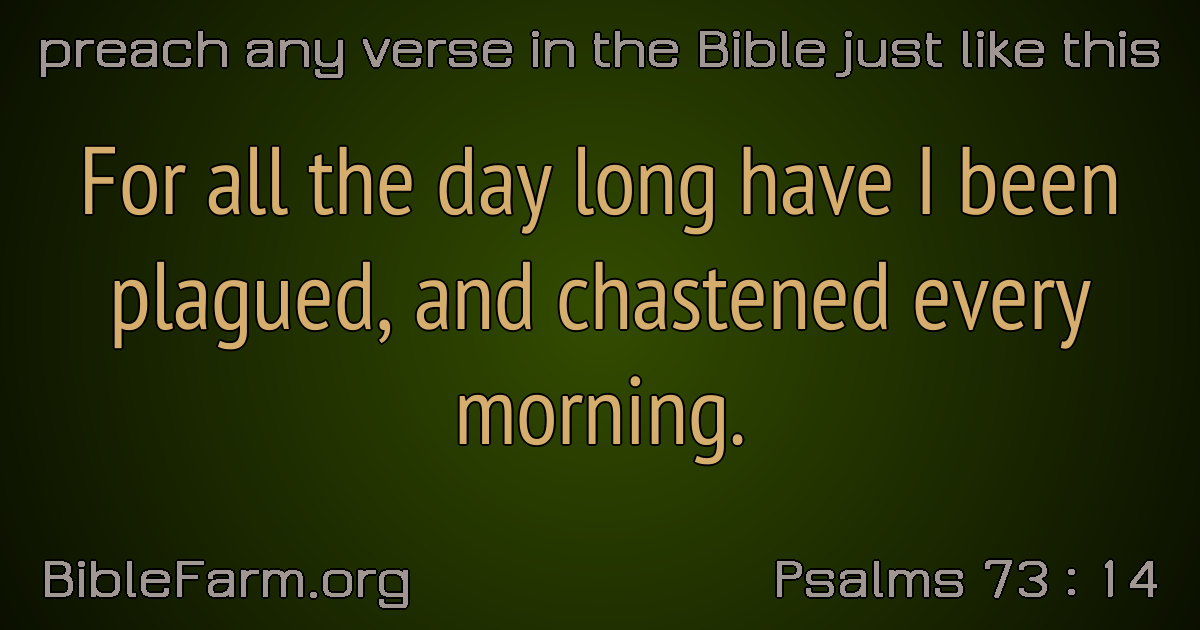 preach any verse in the Bible just like this
For all the day long have I been
plagued, and chastened every
morning.
BibleFarm.org
Psalms 73 : 14